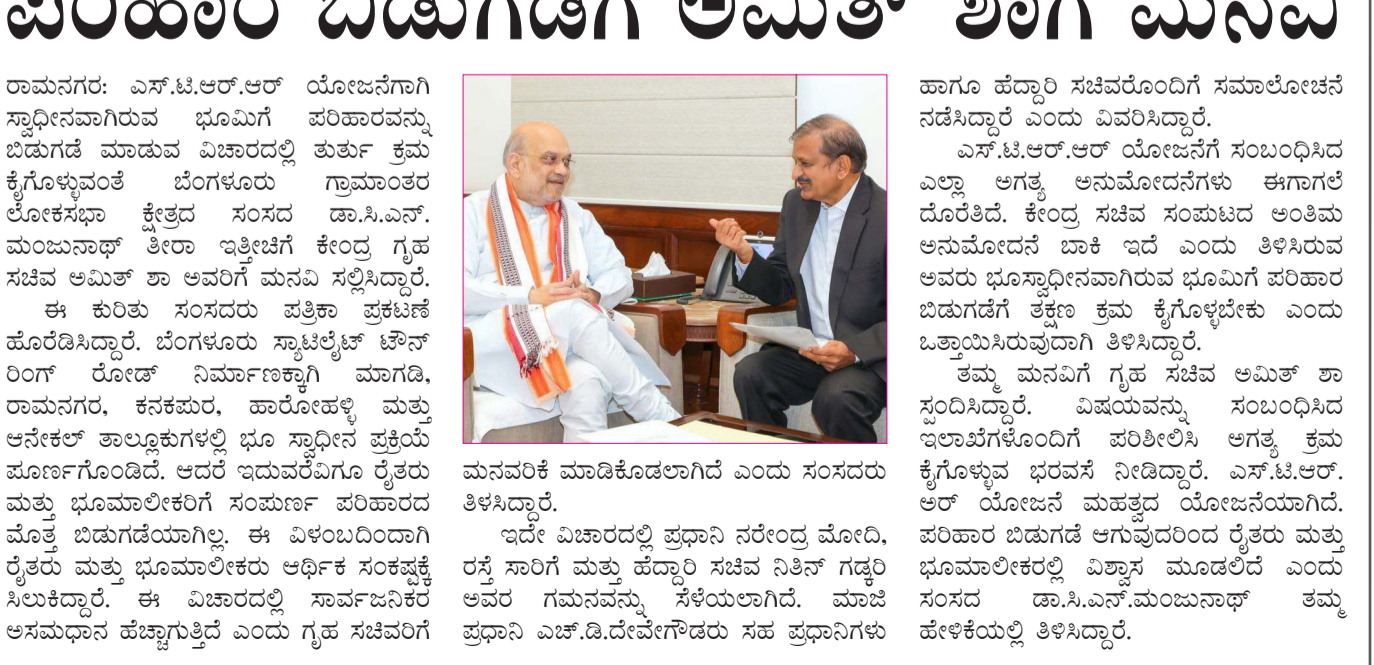 ಪರಿಹಾರ ಬಿಡುಗಡೆಗೆ ಅಮಿತ್ ಶಾಗೆ ಮನವಿ
ರಾಮನಗರ: ಎಸ್.ಟಿ.ಆರ್.ಆರ್ ಯೋಜನೆಗಾಗಿ
ಸ್ವಾಧೀನವಾಗಿರುವ ಭೂಮಿಗೆ ಪರಿಹಾರವನ್ನು
ಬಿಡುಗಡೆ ಮಾಡುವ ವಿಚಾರದಲ್ಲಿ ತುರ್ತು ಕ್ರಮ
ಕೈಗೊಳ್ಳುವಂತೆ ಬೆಂಗಳೂರು ಗ್ರಾಮಾಂತರ
ಲೋಕಸಭಾ ಕ್ಷೇತ್ರದ ಸಂಸದ ಡಾ.ಸಿ.ಎನ್.
ಮಂಜುನಾಥ್ ತೀರಾ ಇತ್ತೀಚಿಗೆ ಕೇಂದ್ರ ಗೃಹ
ಸಚಿವ ಅಮಿತ್ ಶಾ ಅವರಿಗೆ ಮನವಿ ಸಲ್ಲಿಸಿದ್ದಾರೆ.
ಈ ಕುರಿತು ಸಂಸದರು ಪತ್ರಿಕಾ ಪ್ರಕಟಣೆ
ಹೊರೆಡಿಸಿದ್ದಾರೆ. ಬೆಂಗಳೂರು ಸ್ಯಾಟಿಲೈಟ್ ಟೌನ್
ರಿಂಗ್ ರೋಡ್ ನಿರ್ಮಾಣಕ್ಕಾಗಿ ಮಾಗಡಿ,
ರಾಮನಗರ, ಕನಕಪುರ, ಹಾರೋಹಳ್ಳಿ ಮತ್ತು
ಆನೇಕಲ್ ತಾಲ್ಲೂಕುಗಳಲ್ಲಿ ಭೂ ಸ್ವಾಧೀನ ಪ್ರಕ್ರಿಯೆ
ಪೂರ್ಣಗೊಂಡಿದೆ. ಆದರೆ ಇದುವರೆವಿಗೂ ರೈತರು
ಮತ್ತು ಭೂಮಾಲೀಕರಿಗೆ ಸಂಪುರ್ಣ ಪರಿಹಾರದ
ಮೊತ್ತ ಬಿಡುಗಡೆಯಾಗಿಲ್ಲ. ಈ ವಿಳಂಬದಿಂದಾಗಿ
ರೈತರು ಮತ್ತು ಭೂಮಾಲೀಕರು ಆರ್ಥಿಕ ಸಂಕಷ್ಟಕ್ಕೆ
ಸಿಲುಕಿದ್ದಾರೆ. ಈ ವಿಚಾರದಲ್ಲಿ ಸಾರ್ವಜನಿಕರ
ಅಸಮಧಾನ ಹೆಚ್ಚಾಗುತ್ತಿದೆ ಎಂದು ಗೃಹ ಸಚಿವರಿಗೆ
ಮನವರಿಕೆ ಮಾಡಿಕೊಡಲಾಗಿದೆ ಎಂದು ಸಂಸದರು
ತಿಳಸಿದ್ದಾರೆ.
ಇದೇ ವಿಚಾರದಲ್ಲಿ ಪ್ರಧಾನಿ ನರೇಂದ್ರ ಮೋದಿ,
ರಸ್ತೆ ಸಾರಿಗೆ ಮತ್ತು ಹೆದ್ದಾರಿ ಸಚಿವ ನಿತಿನ್ ಗಡ್ಕರಿ
ಅವರ ಗಮನವನ್ನು ಸೆಳೆಯಲಾಗಿದೆ. ಮಾಜಿ
ಪ್ರಧಾನಿ ಎಚ್.ಡಿ.ದೇವೇಗೌಡರು ಸಹ ಪ್ರಧಾನಿಗಳು
ಹಾಗೂ ಹೆದ್ದಾರಿ ಸಚಿವರೊಂದಿಗೆ ಸಮಾಲೋಚನೆ
ನಡೆಸಿದ್ದಾರೆ ಎಂದು ವಿವರಿಸಿದ್ದಾರೆ.
ಎಸ್.ಟಿ.ಆರ್.ಆರ್ ಯೋಜನೆಗೆ ಸಂಬಂಧಿಸಿದ
ಎಲ್ಲಾ ಅಗತ್ಯ ಅನುಮೋದನೆಗಳು ಈಗಾಗಲೆ
ದೊರೆತಿದೆ. ಕೇಂದ್ರ ಸಚಿವ ಸಂಪುಟದ ಅಂತಿಮ
ಅನುಮೋದನೆ ಬಾಕಿ ಇದೆ ಎಂದು ತಿಳಿಸಿರುವ
ಅವರು ಭೂಸ್ವಾಧೀನವಾಗಿರುವ ಭೂಮಿಗೆ ಪರಿಹಾರ
ಬಿಡುಗಡೆಗೆ ತಕ್ಷಣ ಕ್ರಮ ಕೈಗೊಳ್ಳಬೇಕು ಎಂದು
ಒತ್ತಾಯಿಸಿರುವುದಾಗಿ ತಿಳಿಸಿದ್ದಾರೆ.
ತಮ್ಮ ಮನವಿಗೆ ಗೃಹ ಸಚಿವ ಅಮಿತ್ ಶಾ
ಸ್ಪಂದಿಸಿದ್ದಾರೆ. ವಿಷಯವನ್ನು ಸಂಬಂಧಿಸಿದ
ಇಲಾಖೆಗಳೊಂದಿಗೆ ಪರಿಶೀಲಿಸಿ ಅಗತ್ಯ ಕ್ರಮ
ಕೈಗೊಳ್ಳುವ ಭರವಸೆ ನೀಡಿದ್ದಾರೆ. ಎಸ್.ಟಿ.ಆರ್.
ಅರ್ ಯೋಜನೆ ಮಹತ್ವದ ಯೋಜನೆಯಾಗಿದೆ.
ಪರಿಹಾರ ಬಿಡುಗಡೆ ಆಗುವುದರಿಂದ ರೈತರು ಮತ್ತು
ಭೂಮಾಲೀಕರಲ್ಲಿ ವಿಶ್ವಾಸ ಮೂಡಲಿದೆ ಎಂದು
ಸಂಸದ ಡಾ.ಸಿ.ಎನ್.ಮಂಜುನಾಥ್ ತಮ್ಮ
ಹೇಳಿಕೆಯಲ್ಲಿ ತಿಳಿಸಿದ್ದಾರೆ.